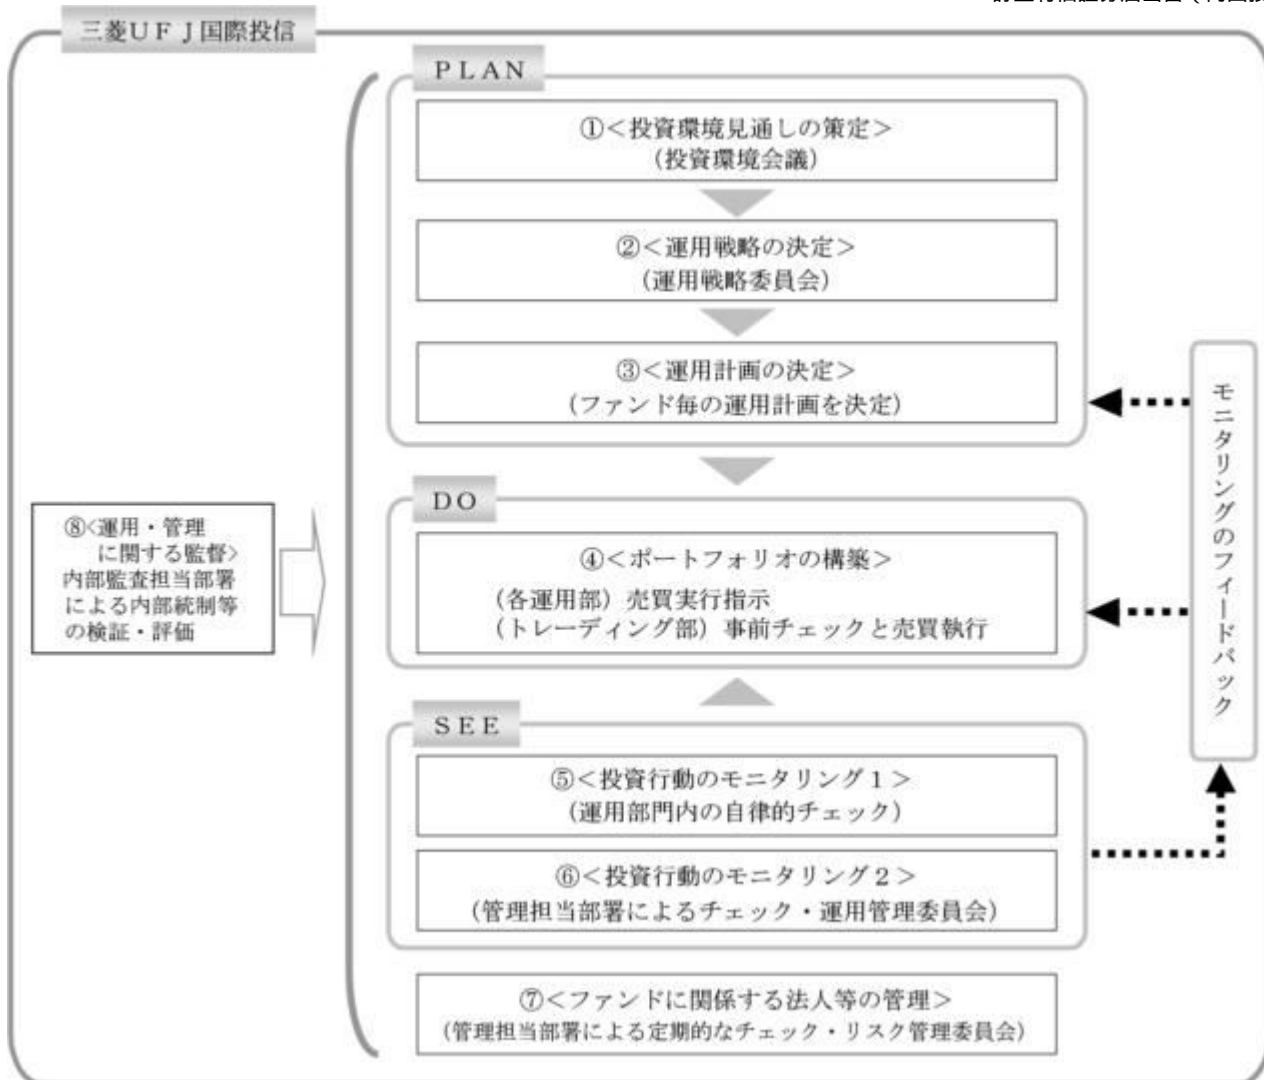 三菱ＵＦＪ国際投信
ＰＬＡＮ
①＜投資環境見通しの策定＞
（投資環境会議）
②＜運用戦略の決定＞
（運用戦略委員会）
③＜運用計画の決定＞
（ファンド毎の運用計画を決定）
ＤＯ
④＜ポートフォリオの構築＞
（各運用部）売買実行指示
（トレーディング部）事前チェックと売買執行
ＳＥＥ
⑤＜投資行動のモニタリング１＞
（運用部門内の自律的チェック）
⑥＜投資行動のモニタリング２＞
（管理担当部署によるチェック・運用管理委員会）
⑦＜ファンドに関係する法人等の管理＞
（管理担当部署による定期的なチェック・リスク管理委員会）
⑧＜運用・管理
に関する監督＞
内部監査担当部署
による内部統制等
の検証・評価
モニタリングのフィードバック